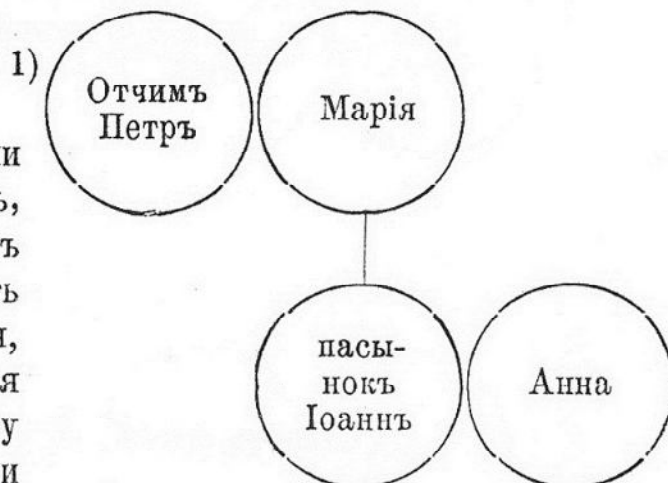 1)
Отчимъ
Петръ
Марія
пасы-
нокъ
Іоаннъ
Анна